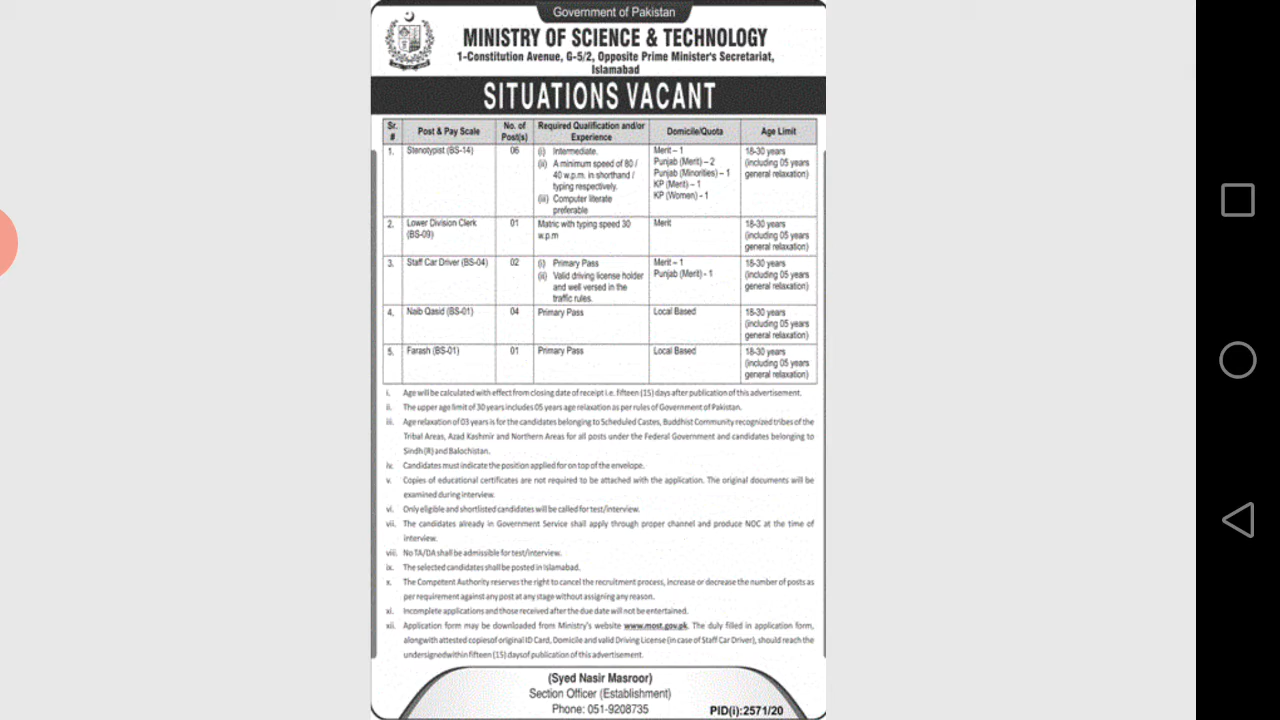 Government of Pakistan
MINISTRY OF SCIENCE & TECHNOLOGY
1-Constitution Avenue, G-5/2, Opposite Prime Minister's Secretariat,
Islamabad
SITUATIONS VACANT
Sr. # | Post & Pay Scale | No. of Post(s) | Required Qualification and/or Experience | Domicile/Quota | Age Limit
1. Stenotypist (BS-14) 06 (i) Intermediate. Merit – 1 18-30 years
(ii) A minimum speed of 80 / Punjab (Merit) – 2 (including 05 years
40 w.p.m. in shorthand / Punjab (Minorities) – 1 general relaxation)
typing respectively. KP (Merit) – 1
(iii) Computer literate KP (Women) - 1
preferable
2. Lower Division Clerk 01 Matric with typing speed 30 Merit 18-30 years
(BS-09) w.p.m (including 05 years
general relaxation)
3. Staff Car Driver (BS-04) 02 (i) Primary Pass Merit – 1 18-30 years
(ii) Valid driving license holder Punjab (Merit) - 1 (including 05 years
and well versed in the general relaxation)
traffic rules.
4. Naib Qasid (BS-01) 04 Primary Pass Local Based 18-30 years
(including 05 years
general relaxation)
5. Farash (BS-01) 01 Primary Pass Local Based 18-30 years
(including 05 years
general relaxation)
i. Age will be calculated with effect from closing date of receipt i.e. fifteen (15) days after publication of this advertisement.
ii. The upper age limit of 30 years includes 05 years age relaxation as per rules of Government of Pakistan.
iii. Age relaxation of 03 years is for the candidates belonging to Scheduled Castes, Buddhist Community recognized tribes of the
Tribal Areas, Azad Kashmir and Northern Areas for all posts under the Federal Government and candidates belonging to
Sindh (R) and Balochistan.
iv. Candidates must indicate the position applied for on top of the envelope.
v. Copies of educational certificates are not required to be attached with the application. The original documents will be
examined during interview.
vi. Only eligible and shortlisted candidates will be called for test/interview.
vii. The candidates already in Government Service shall apply through proper channel and produce NOC at the time of
interview.
viii. No TA/DA shall be admissible for test/interview.
ix. The selected candidates shall be posted in Islamabad.
x. The Competent Authority reserves the right to cancel the recruitment process, increase or decrease the number of posts as
per requirement against any post at any stage without assigning any reason.
xi. Incomplete applications and those received after the due date will not be entertained.
xii. Application form may be downloaded from Ministry's website www.most.gov.pk. The duly filled in application form,
alongwith attested copies of original ID Card, Domicile and valid Driving License (in case of Staff Car Driver), should reach the
undersigned within fifteen (15) days of publication of this advertisement.
(Syed Nasir Masroor)
Section Officer (Establishment)
Phone: 051-9208735
PID(i):2571/20